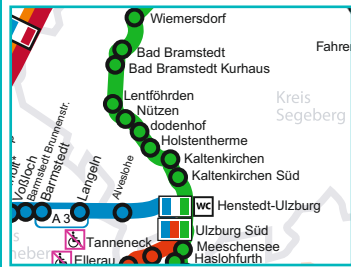 Wiemersdorf
Bad Bramstedt
Bad Bramstedt Kurhaus
Fahrer
Lentföhrden
Nützen
dodenhof
Holstentherme
Kreis
Segeberg
Kaltenkirchen
Kaltenkirchen Süd
Voßloch
Barmstedt Brunnenstr.
Barmstedt
Langeln
Alveslohe
A 3
WC
Henstedt-Ulzburg
Ulzburg Süd
Tanneneck
Meeschensee
Ellerau
Haslohfurth